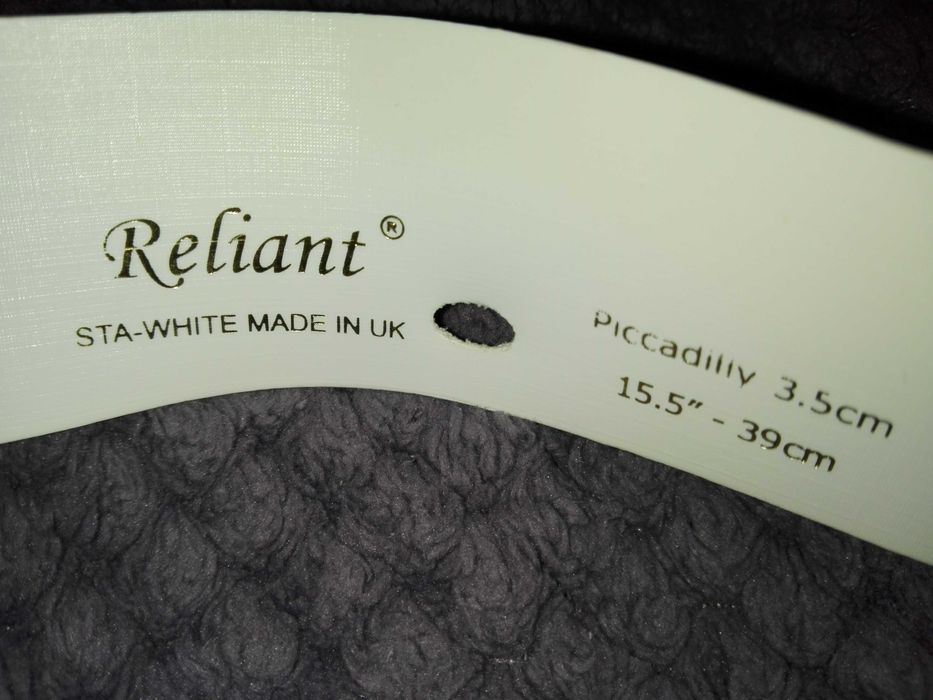 Reliant®
STA-WHITE MADE IN UK
Piccadilly 3.5cm
15.5" - 39cm